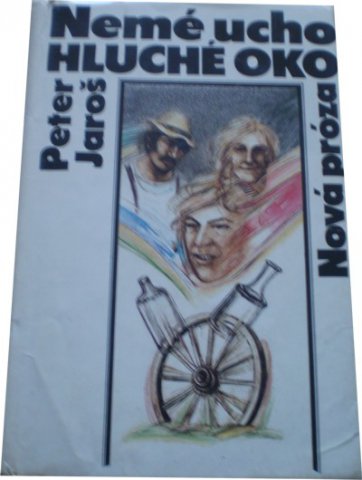 Nemé ucho
HLUCHÉ OKO
Peter
Jaroš
Nová próza